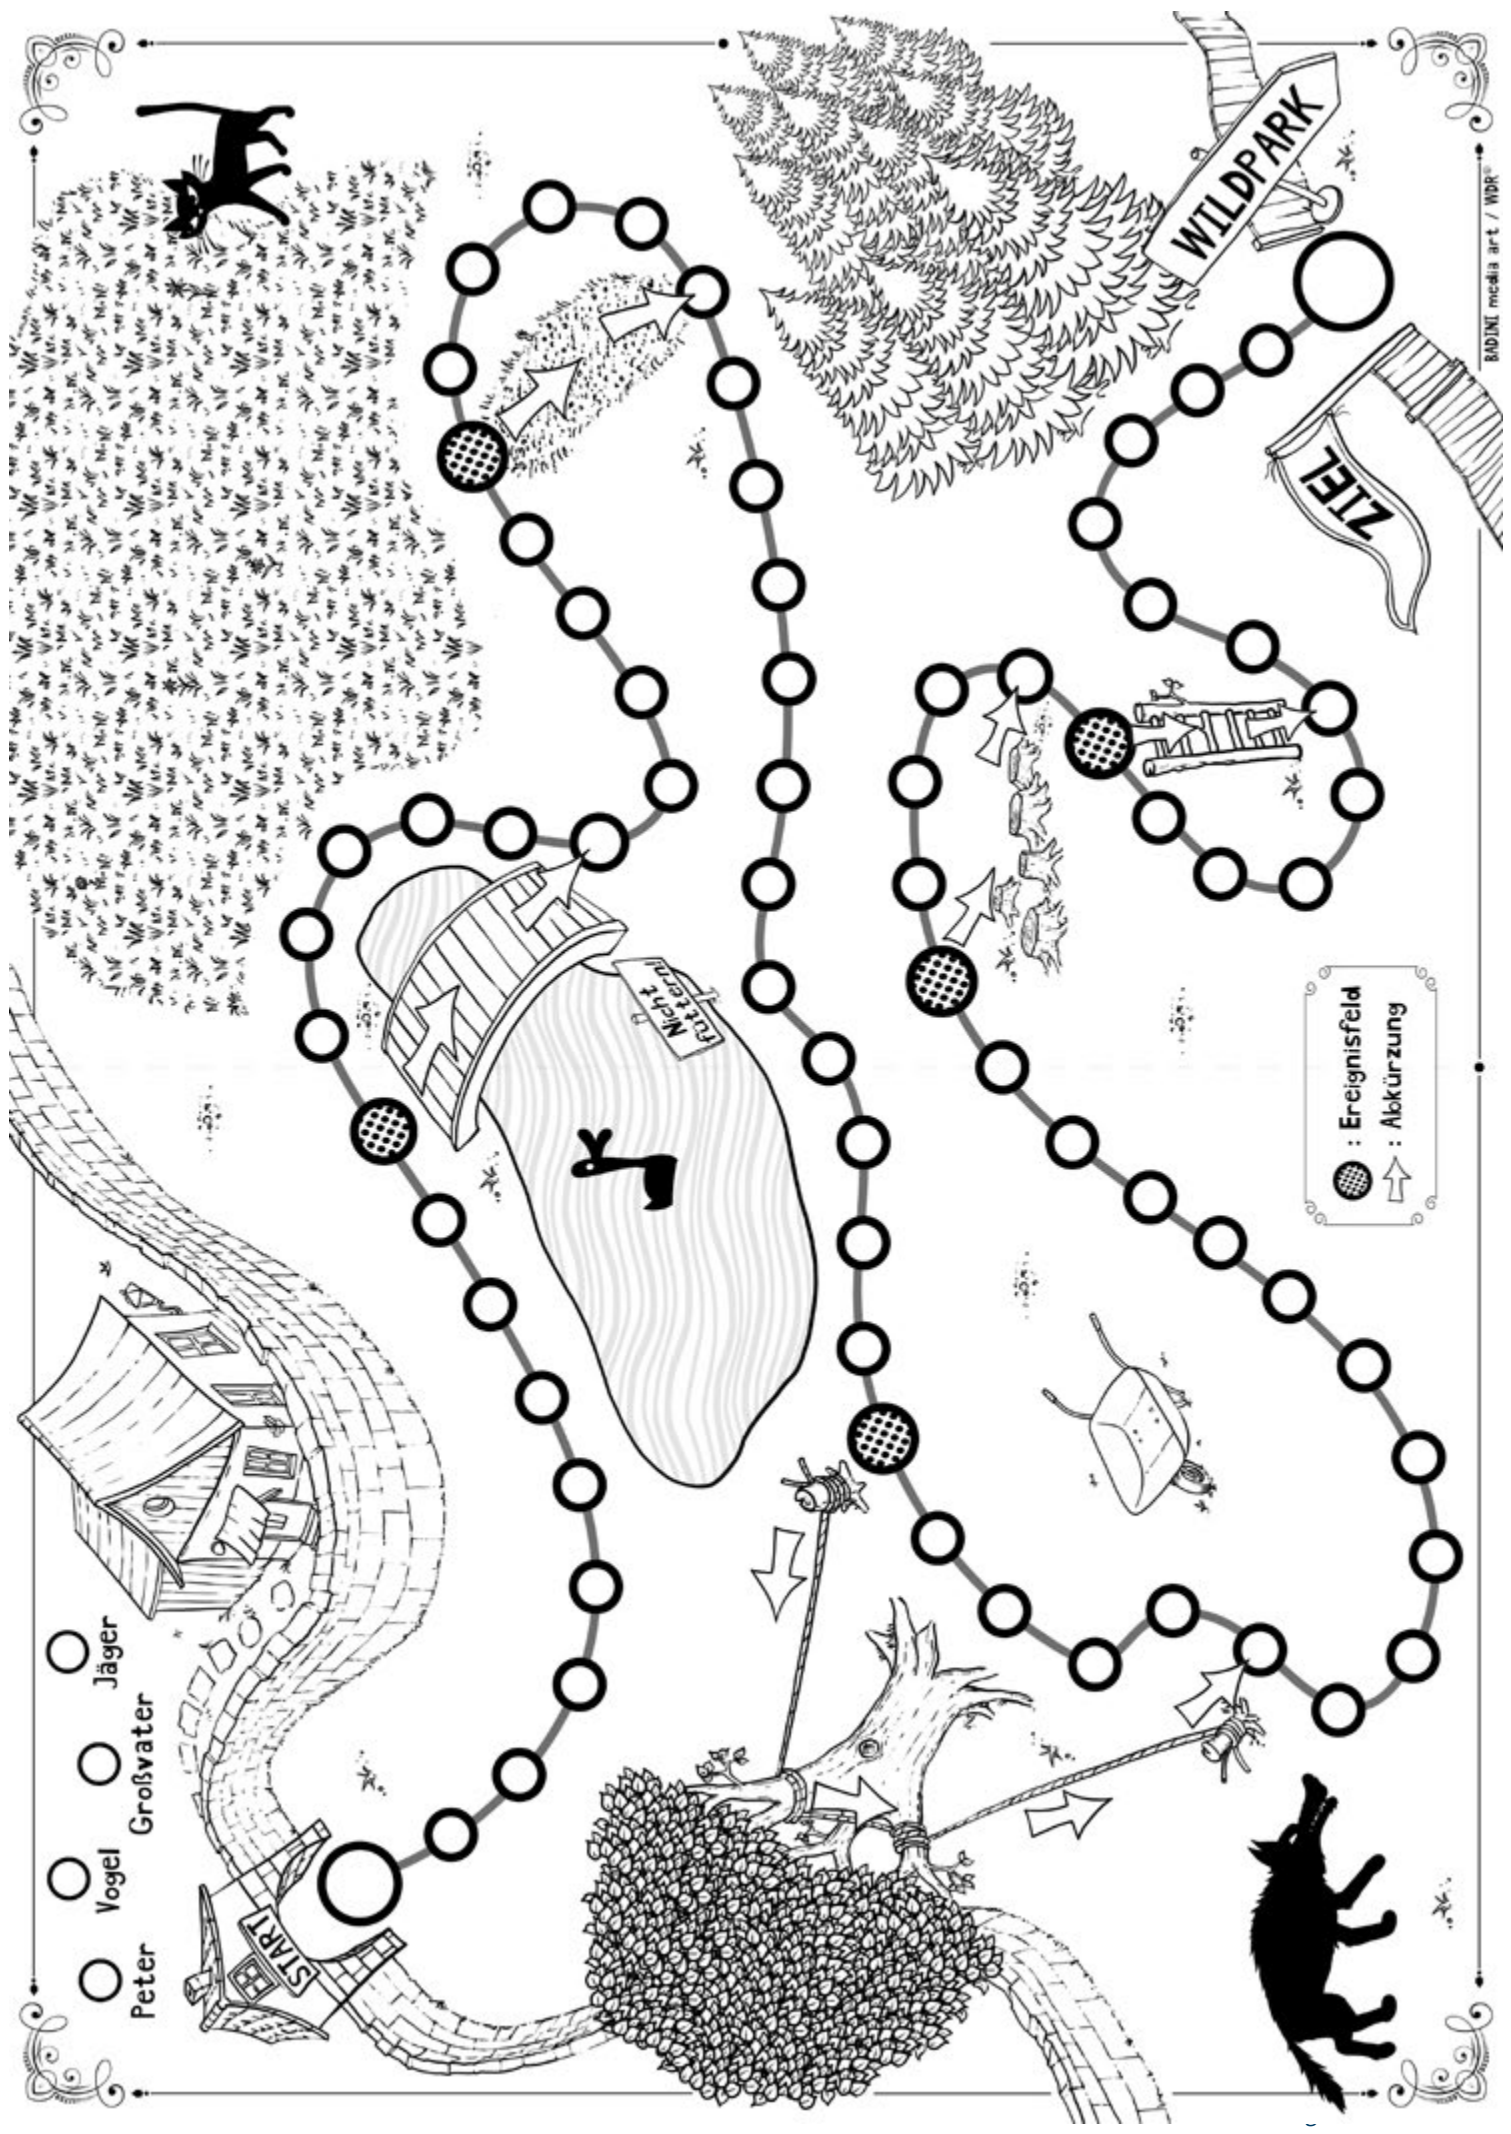 START
Peter
Vogel
Großvater
Jäger
Nicht
füttern!
WILDPARK
ZIEL
: Ereignisfeld
: Abkürzung
BADINI media art / WDR®